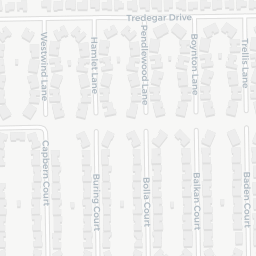 Tredegar Drive
Westwind Lane
Hamlet Lane
Pendlewood Lane
Boynton Lane
Trellis Lane
Capbern Court
Buring Court
Bolla Court
Balkan Court
Baden Court